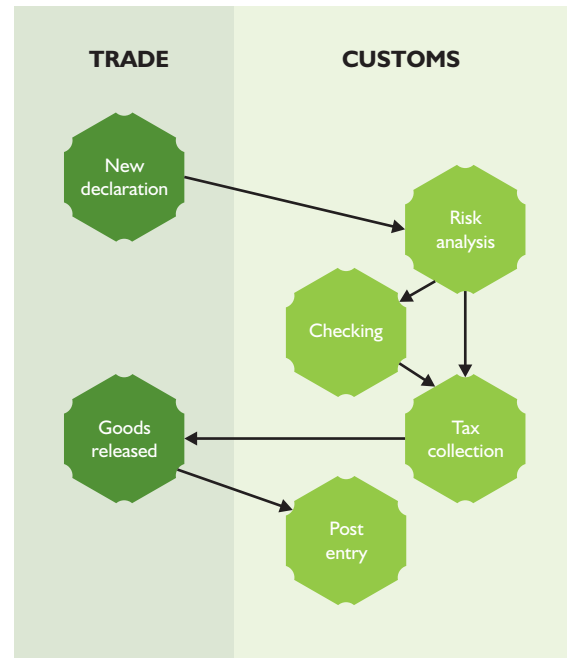 TRADE
CUSTOMS
New
declaration
Risk
analysis
Checking
Goods
released
Tax
collection
Post
entry